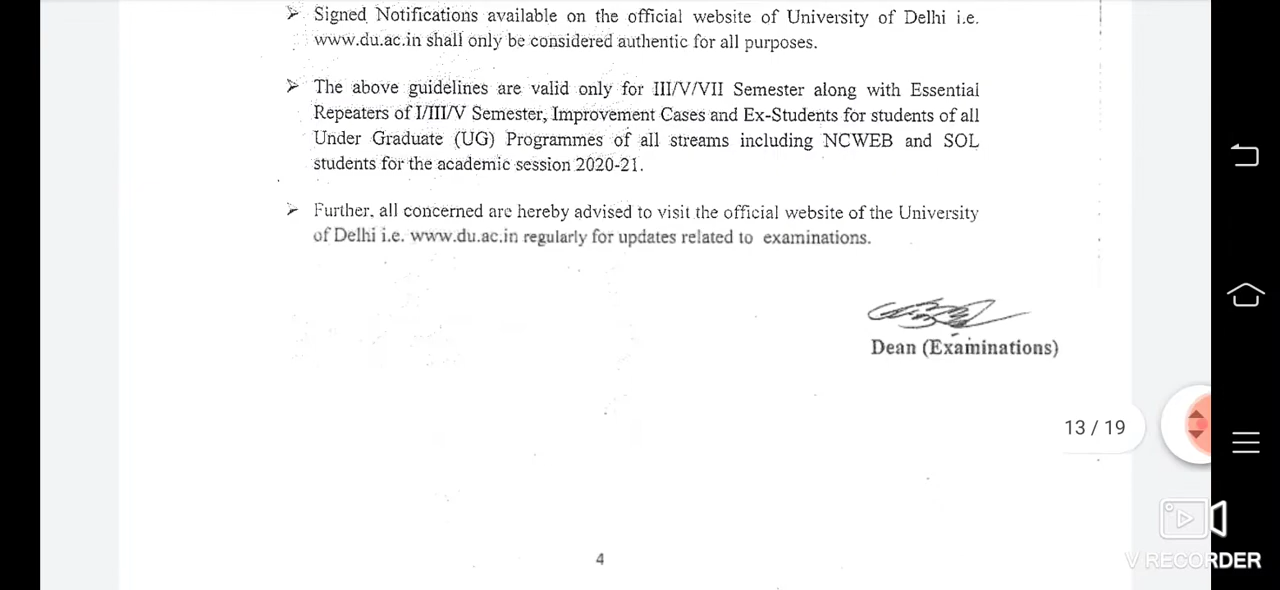 ➢ Signed Notifications available on the official website of University of Delhi i.e.
www.du.ac.in shall only be considered authentic for all purposes.
➢ The above guidelines are valid only for III/V/VII Semester along with Essential
Repeaters of I/III/V Semester, Improvement Cases and Ex-Students for students of all
Under Graduate (UG) Programmes of all streams including NCWEB and SOL
students for the academic session 2020-21.
➢ Further, all concerned are hereby advised to visit the official website of the University
of Delhi i.e. www.du.ac.in regularly for updates related to examinations.
Dean (Examinations)
13 / 19
4
V RECORDER